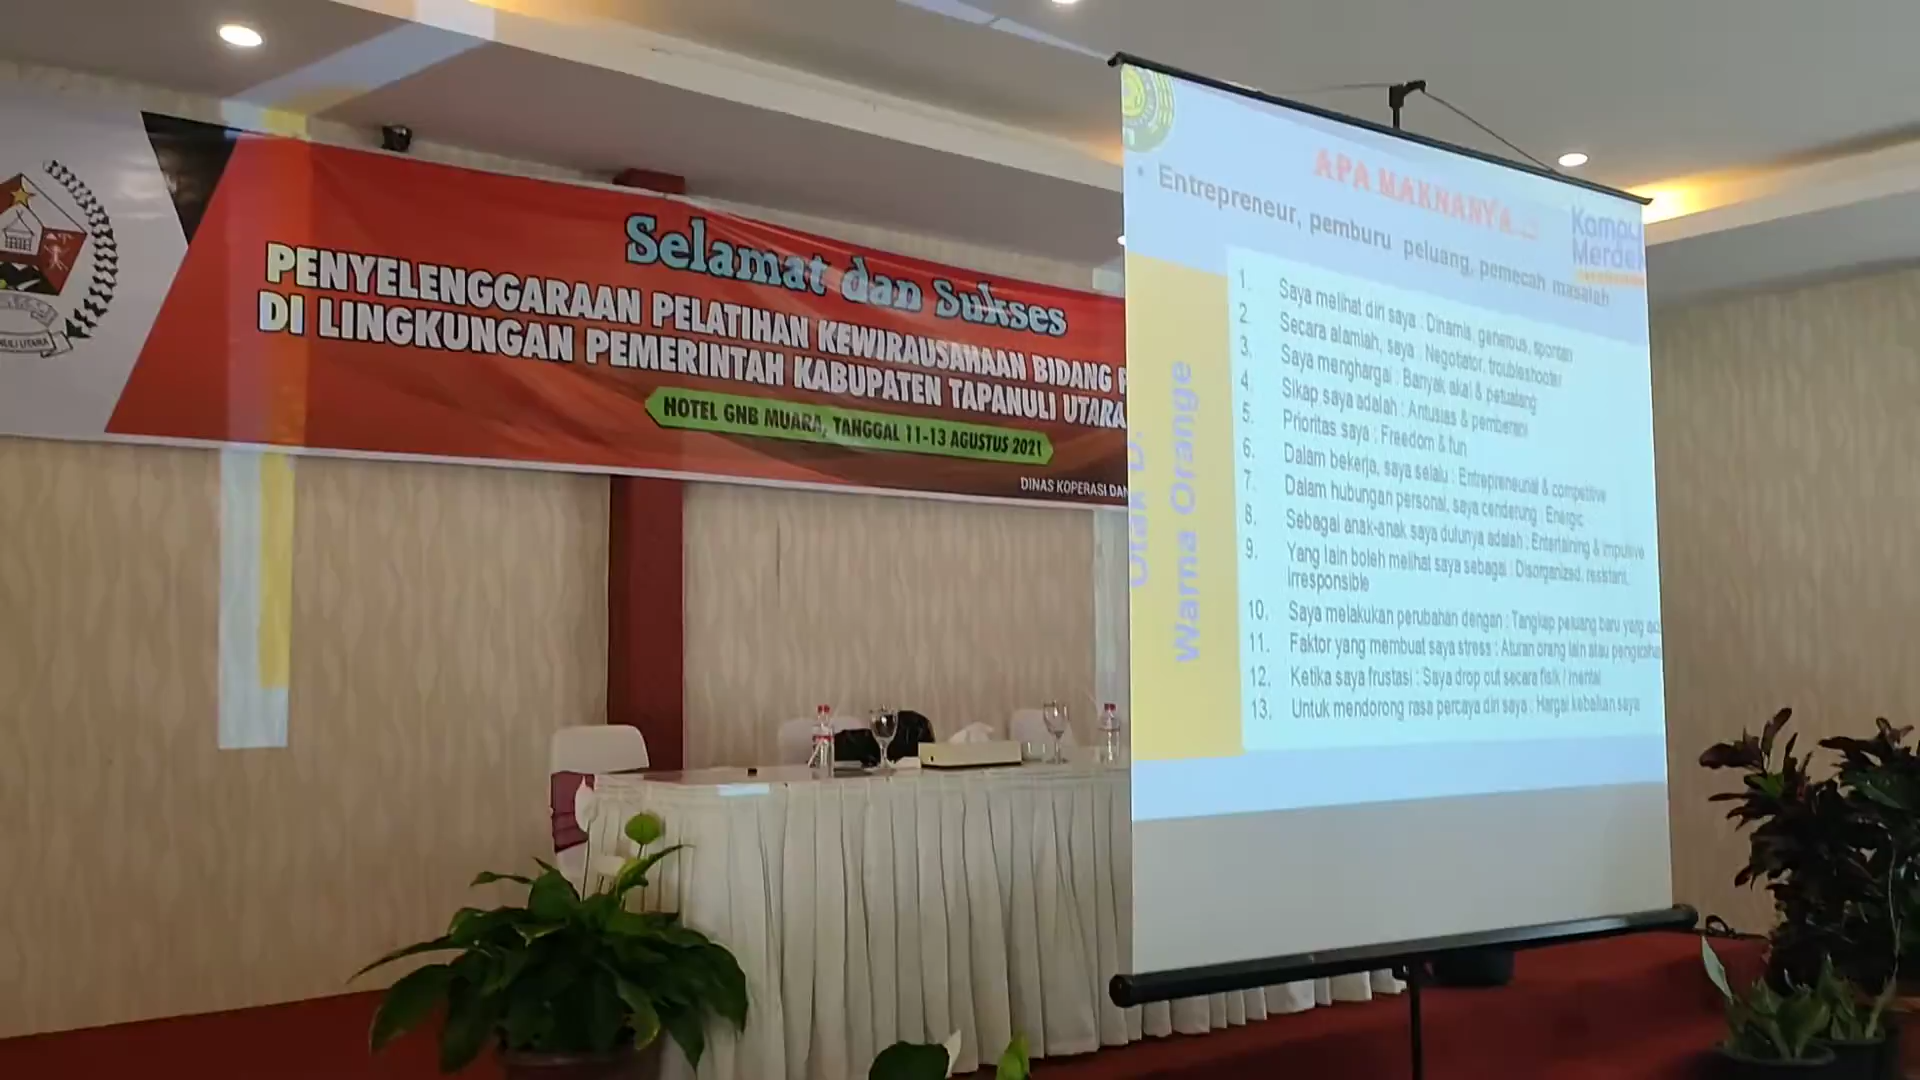 Selamat dan Sukses
PENYELENGGARAAN PELATIHAN KEWIRAUSAHAAN BIDANG
DI LINGKUNGAN PEMERINTAH KABUPATEN TAPANULI UTARA
HOTEL GNB MUARA, TANGGAL 11-13 AGUSTUS 2021
DINAS KOPERASI DAN
ULI UTARA
APA MAKNANYA...
Kampu
Merdek
• Entrepreneur, pemburu peluang, pemecah masalah
Otak D.
Warna Orange
1. Saya melihat diri saya : Dinamis, generous, spontan
2. Secara alamiah, saya : Negotiator, troubleshooter
3. Saya menghargai : Banyak akal & petualang
4. Sikap saya adalah : Antusias & pemberani
5. Prioritas saya : Freedom & fun
6. Dalam bekerja, saya selalu : Entrepreneurial & competitive
7. Dalam hubungan personal, saya cenderung : Energic
8. Sebagai anak-anak saya dulunya adalah : Entertaining & impulsive
9. Yang lain boleh melihat saya sebagai : Disorganized, resistant,
irresponsible
10. Saya melakukan perubahan dengan : Tangkap peluang baru yang
11. Faktor yang membuat saya stress : Aturan orang lain atau
12. Ketika saya frustasi : Saya drop out secara fisik / mental
13. Untuk mendorong rasa percaya diri saya : Hargai kebaikan saya